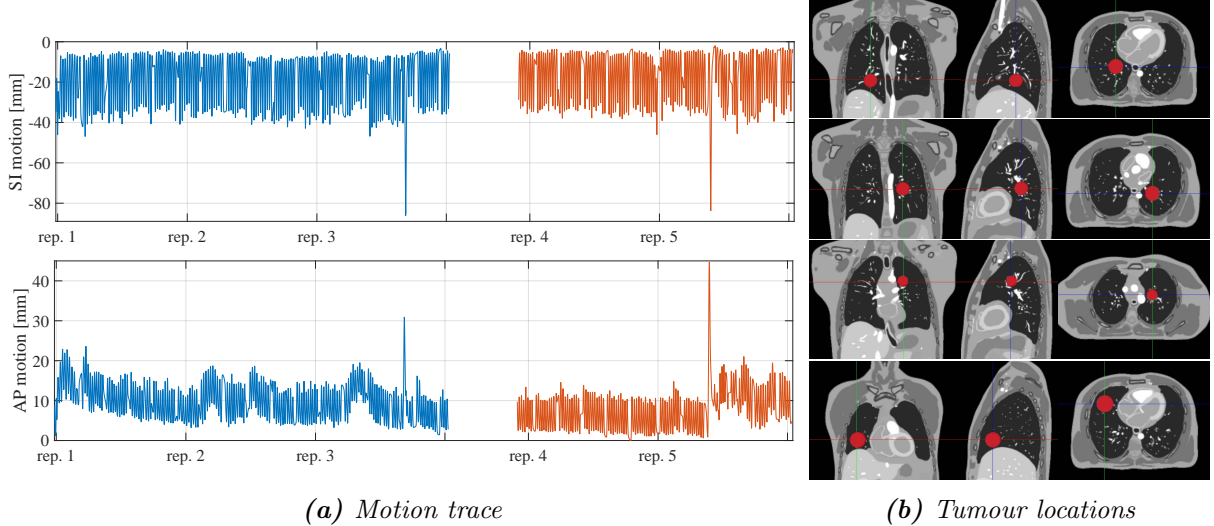 SI motion [mm]
0
-20
-40
-60
-80
rep. 1
rep. 2
rep. 3
rep. 4
rep. 5
AP motion [mm]
40
30
20
10
0
rep. 1
rep. 2
rep. 3
rep. 4
rep. 5
(a) Motion trace
(b) Tumour locations